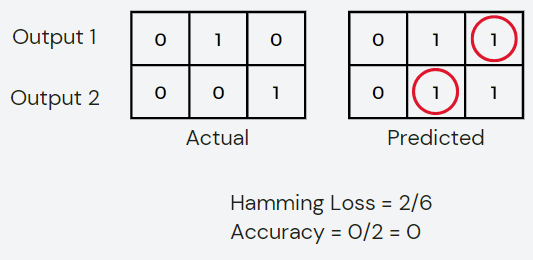 Output 1 0 1 0 0 1 1
Output 2 0 0 1 0 1 1
Actual Predicted
Hamming Loss = 2/6
Accuracy = 0/2 = 0